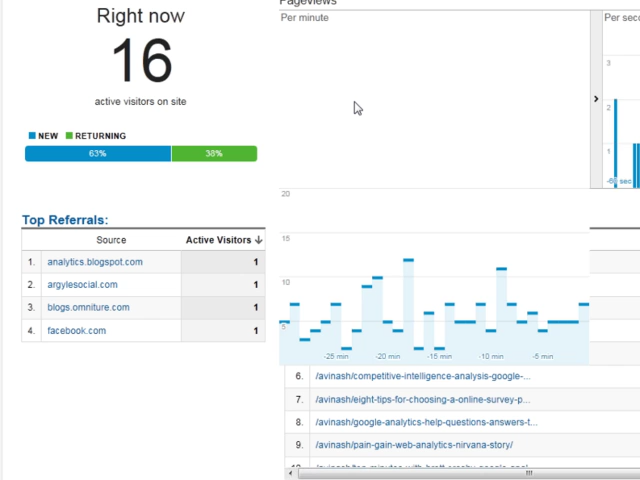 Right now
16
active visitors on site
NEW RETURNING
63% 38%
Top Referrals:
Source Active Visitors
1. analytics.blogspot.com 1
2. argylesocial.com 1
3. blogs.omniture.com 1
4. facebook.com 1
Pageviews
Per minute
20
15
10
5
-25 min -20 min -15 min -10 min -5 min
6. /avinash/competitive-intelligence-analysis-google-...
7. /avinash/eight-tips-for-choosing-a-online-survey-p...
8. /avinash/google-analytics-help-questions-answers-t...
9. /avinash/pain-gain-web-analytics-nirvana-story/
Per seco
3
2
1
sec